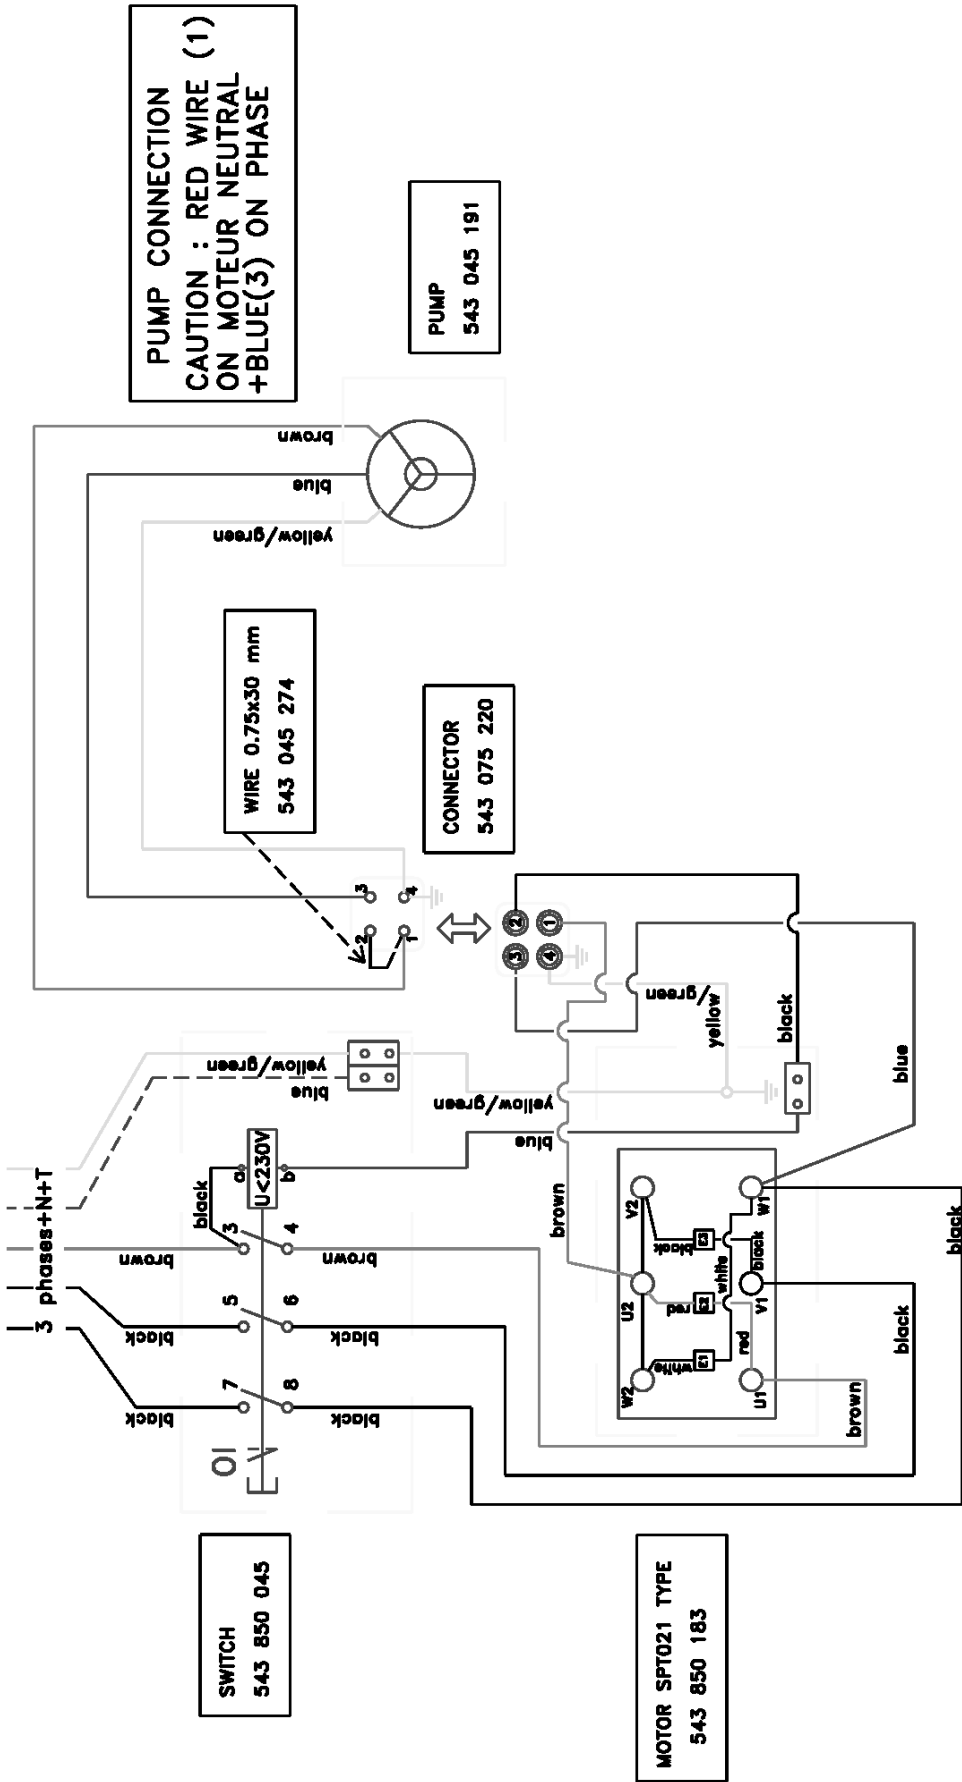 PUMP CONNECTION
CAUTION : RED WIRE (1)
ON MOTEUR NEUTRAL
+BLUE(3) ON PHASE
PUMP
543 045 191
brown
blue
yellow/green
WIRE 0.75x30 mm
543 045 274
CONNECTOR
543 075 220
3
4
2
1
2
1
3
4
yellow/green
blue
yellow/green
blue
green/
yellow
black
blue
3 phases+N+T
black
a
U<230V
b
brown
3
4
brown
black
5
6
black
black
7
8
black
OI
brown
V2
W1
black
E3
black
white
U2
V1
red
E2
red
W2
U1
white
E1
brown
black
black
SWITCH
543 850 045
MOTOR SPT021 TYPE
543 850 183